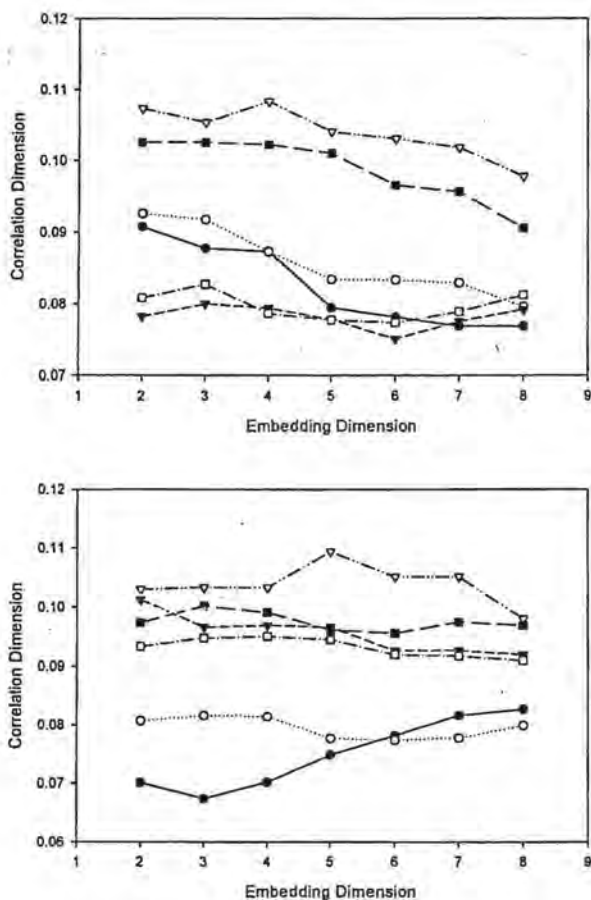 0.12
0.11
0.10
0.09
0.08
0.07
Correlation Dimension
1 2 3 4 5 6 7 8 9
Embedding Dimension
0.12
0.11
0.10
0.09
0.08
0.07
0.06
Correlation Dimension
1 2 3 4 5 6 7 8 9
Embedding Dimension